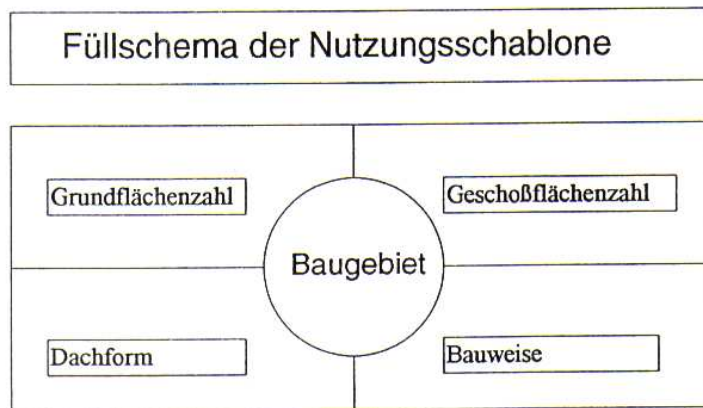 Füllschema der Nutzungsschablone
Grundflächenzahl
Geschoßflächenzahl
Baugebiet
Dachform
Bauweise